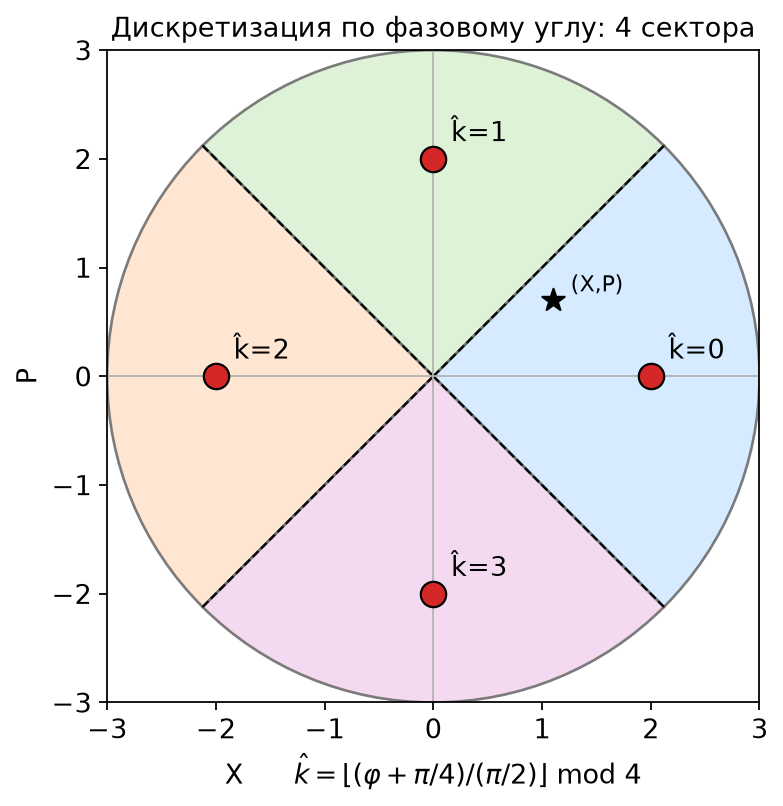 Дискретизация по фазовому углу: 4 сектора
3
k̂=1
2
1
(X,P)
k̂=2
k̂=0
P
0
−1
k̂=3
−2
−3
−3 −2 −1 0 1 2 3
X k̂ = ⌊(φ + π/4)/(π/2)⌋ mod 4